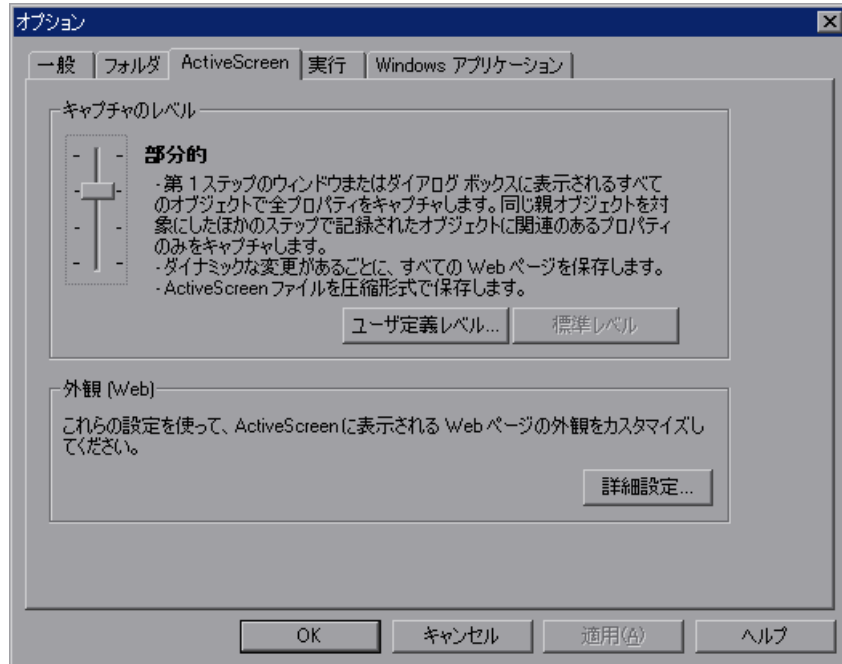 オプション
一般 フォルダ ActiveScreen 実行 Windows アプリケーション
キャプチャのレベル
部分的
- 第 1 ステップのウィンドウまたはダイアログ ボックスに表示されるすべて
のオブジェクトで全プロパティをキャプチャします。同じ親オブジェクトを対
象にしたほかのステップで記録されたオブジェクトに関連のあるプロパティ
のみをキャプチャします。
- ダイナミックな変更があるごとに、すべての Web ページを保存します。
- ActiveScreen ファイルを圧縮形式で保存します。
ユーザ定義レベル... 標準レベル
外観 (Web)
これらの設定を使って、ActiveScreen に表示される Web ページの外観をカスタマイズし
てください。
詳細設定...
OK キャンセル 適用(A) ヘルプ